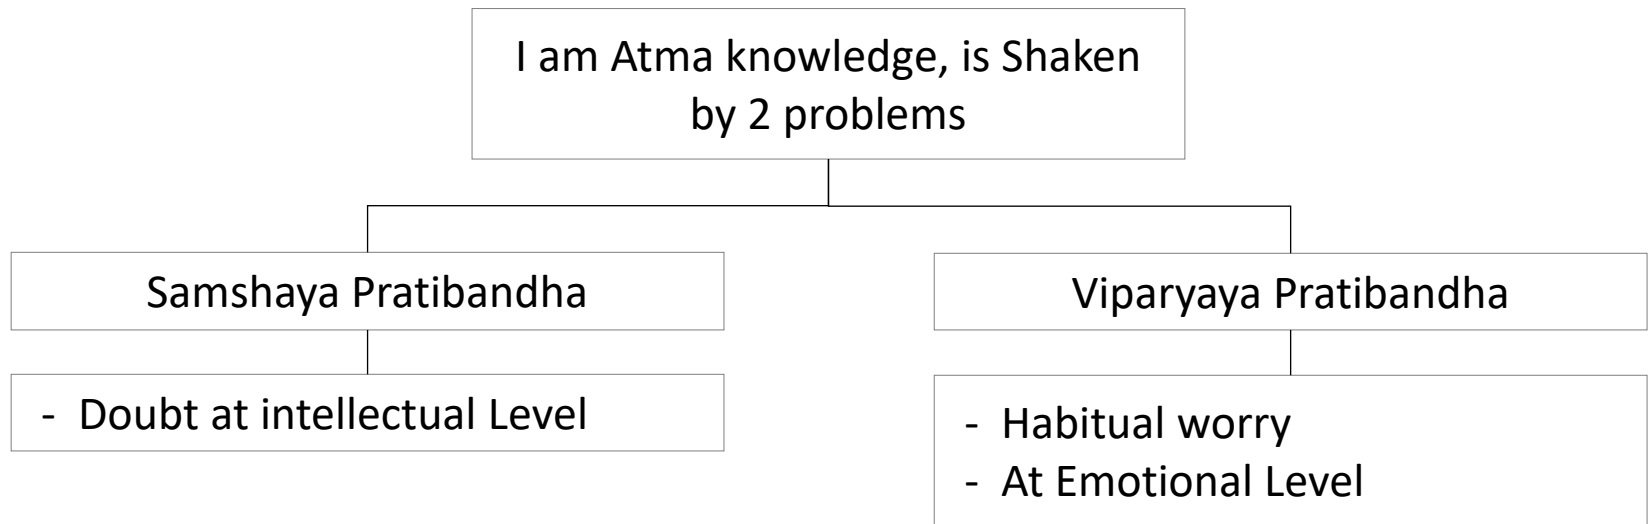 I am Atma knowledge, is Shaken
by 2 problems
Samshaya Pratibandha
Viparyaya Pratibandha
- Doubt at intellectual Level
- Habitual worry
- At Emotional Level